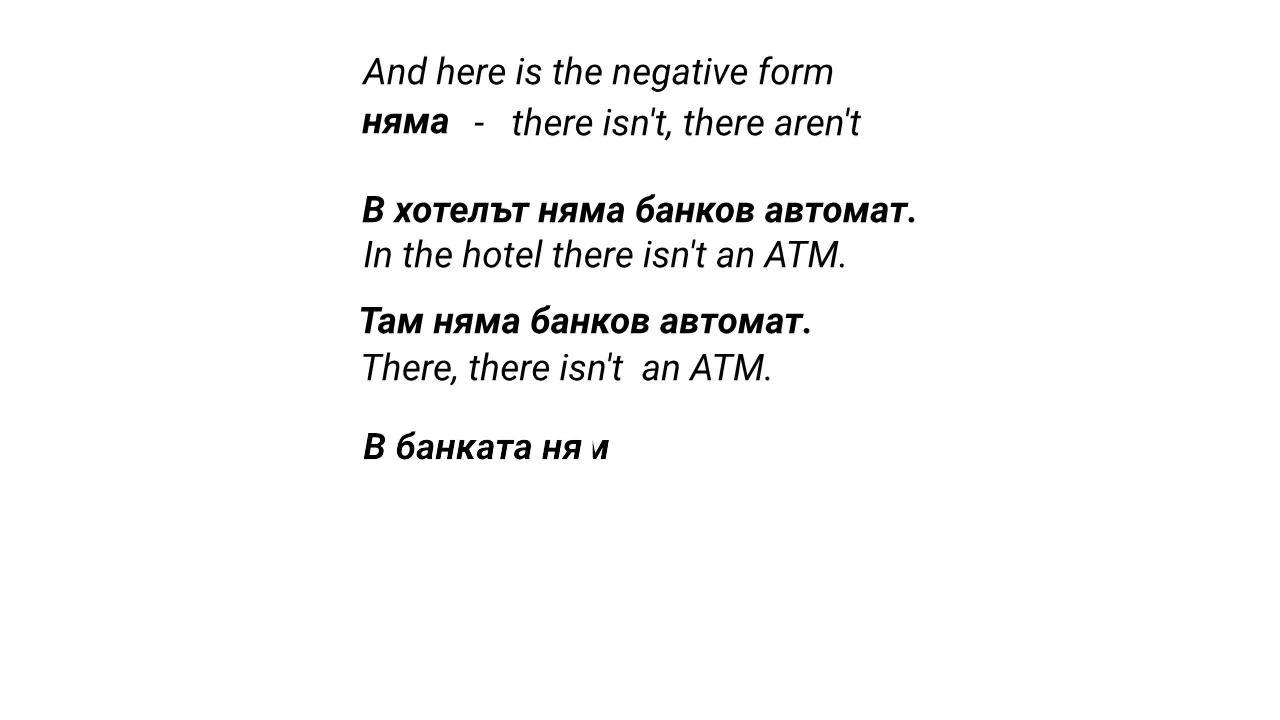 And here is the negative form
няма - there isn't, there aren't
В хотелът няма банков автомат.
In the hotel there isn't an ATM.
Там няма банков автомат.
There, there isn't an ATM.
В банката ня